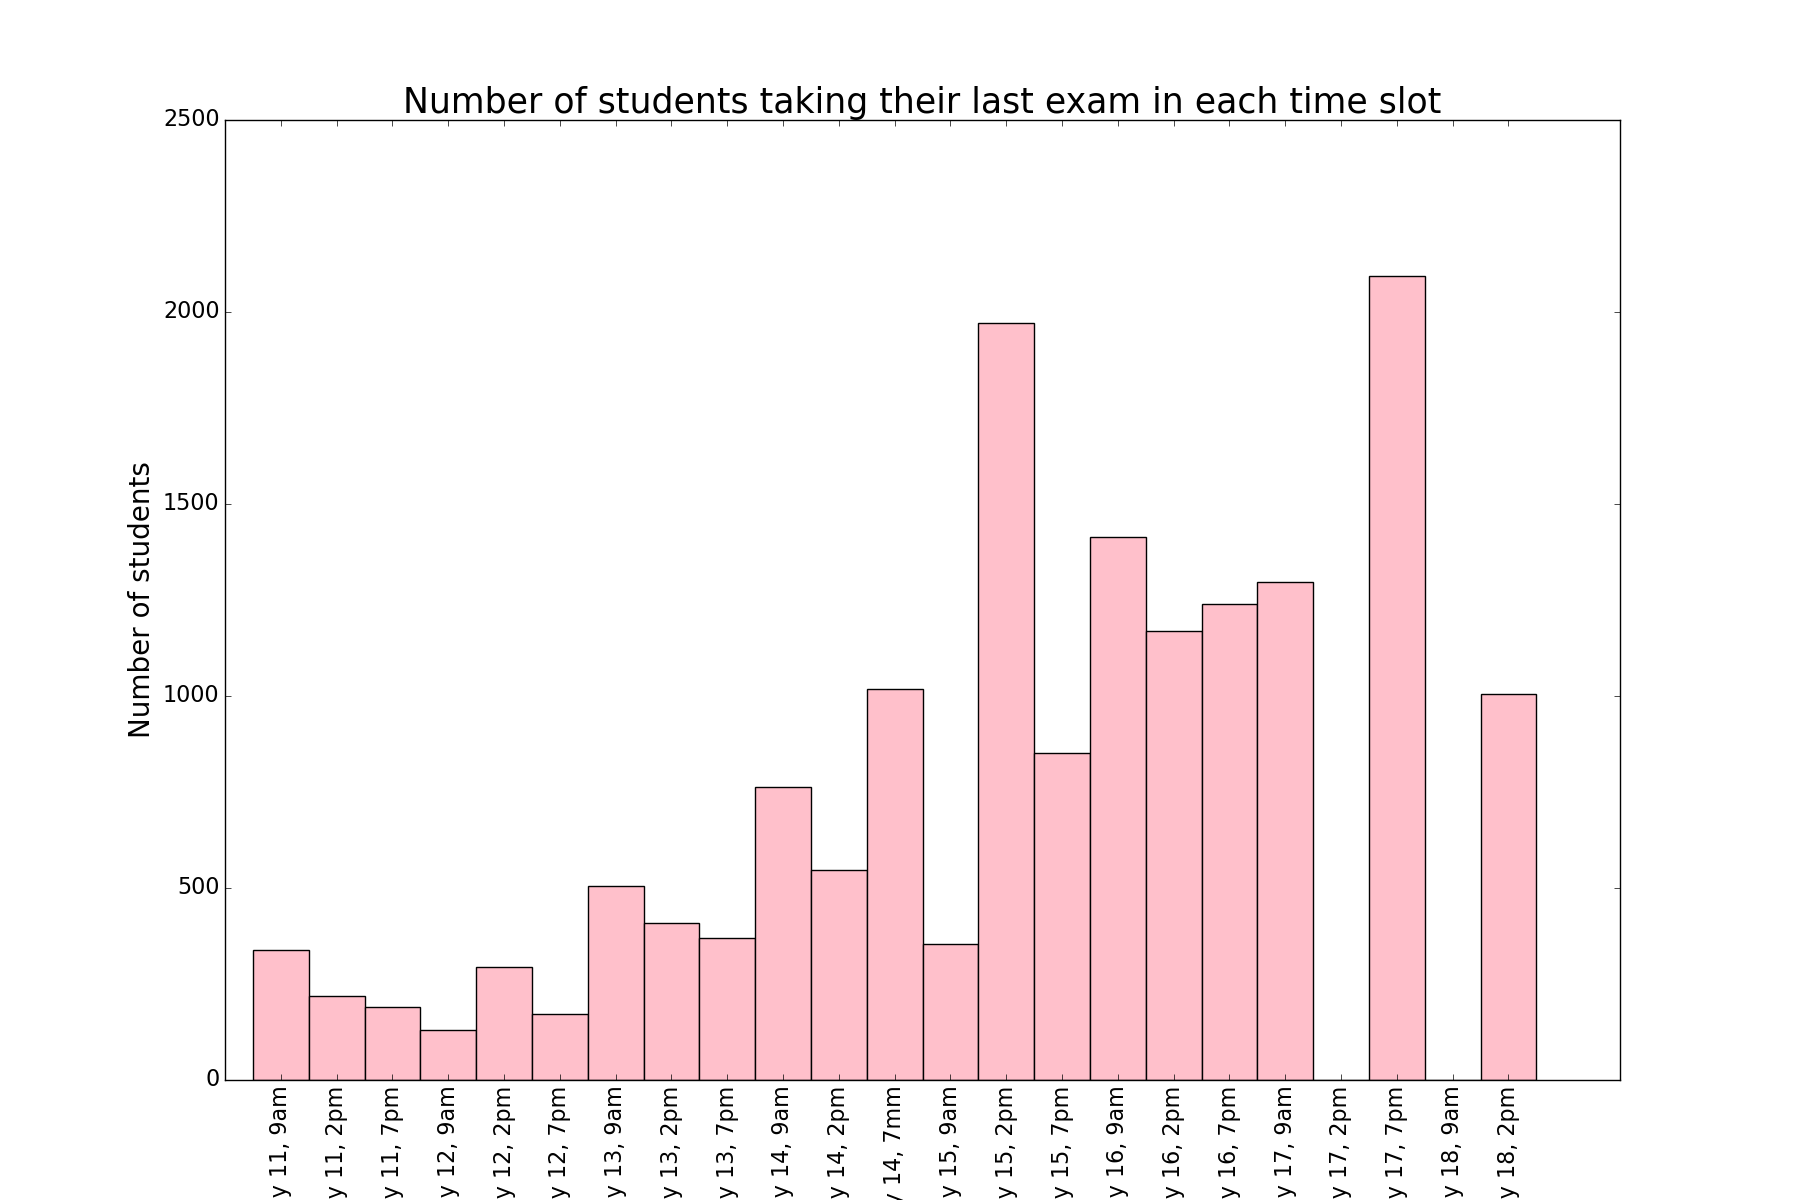 Number of students taking their last exam in each time slot
Number of students
2500
2000
1500
1000
500
0
y 11, 9am
y 11, 2pm
y 11, 7pm
y 12, 9am
y 12, 2pm
y 12, 7pm
y 13, 9am
y 13, 2pm
y 13, 7pm
y 14, 9am
y 14, 2pm
y 14, 7mm
y 15, 9am
y 15, 2pm
y 15, 7pm
y 16, 9am
y 16, 2pm
y 16, 7pm
y 17, 9am
y 17, 2pm
y 17, 7pm
y 18, 9am
y 18, 2pm